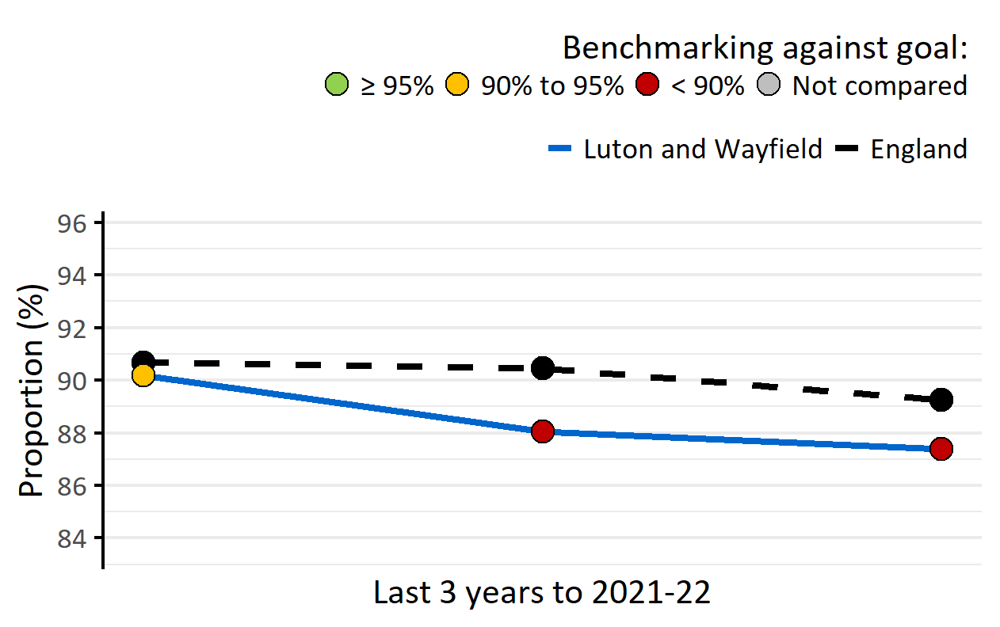 Benchmarking against goal:
≥ 95% 90% to 95% < 90% Not compared
Luton and Wayfield England
96
94
92
90
88
86
84
Proportion (%)
Last 3 years to 2021-22